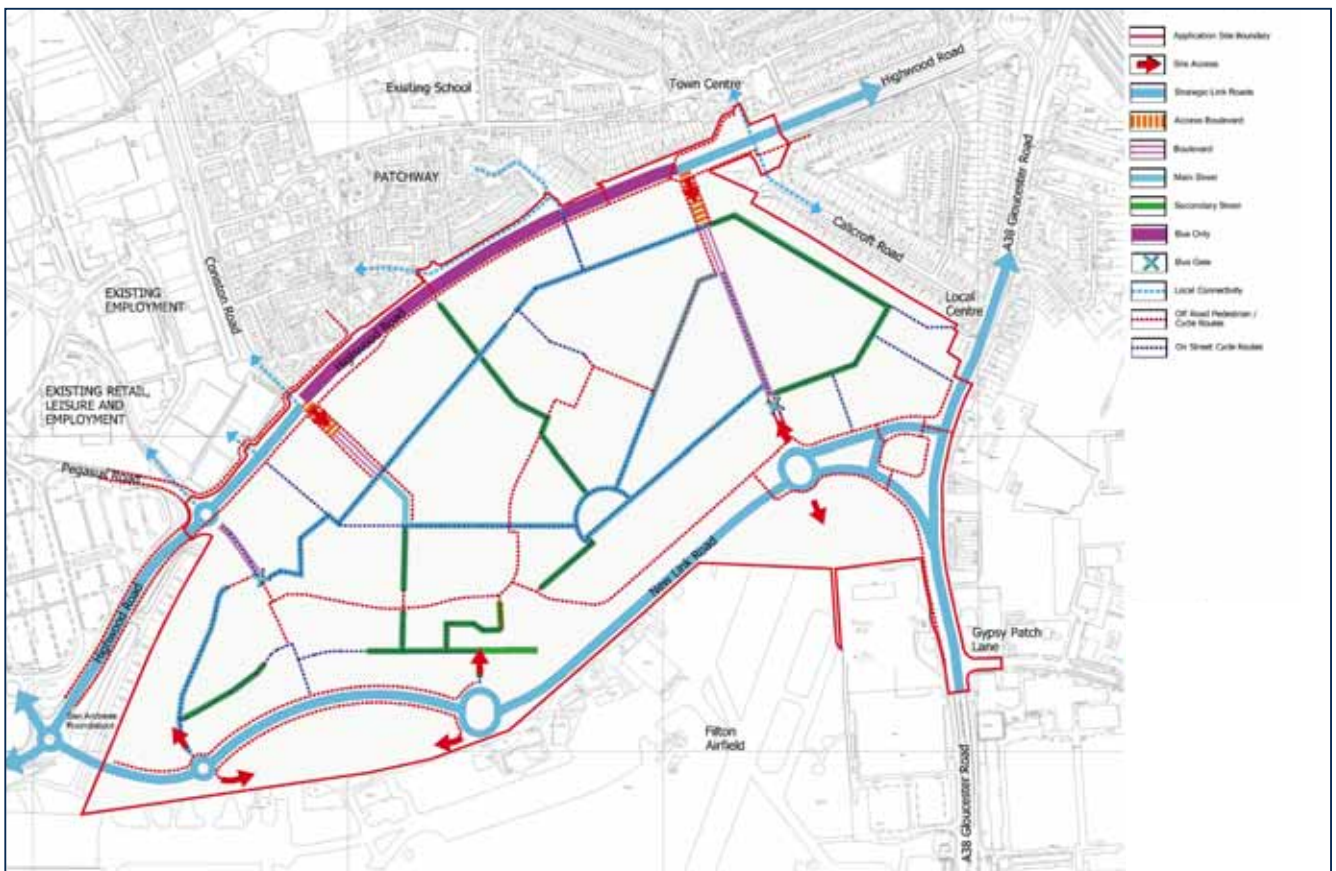 Existing School
Town Centre
Highwood Road
PATCHWAY
Callicroft Road
A38 Gloucester Road
Coniston Road
EXISTING
EMPLOYMENT
Local
Centre
Highwood Road
EXISTING RETAIL,
LEISURE AND
EMPLOYMENT
Pegasus Road
New Link Road
Highwood Road
Gypsy Patch
Lane
San Andreas
Roundabout
Filton
Airfield
A38 Gloucester Road
Application Site Boundary
Site Access
Strategic Link Roads
Access Boulevard
Boulevard
Main Street
Secondary Street
Bus Only
Bus Gate
Local Connectivity
Off Road Pedestrian /
Cycle Routes
On Street Cycle Routes